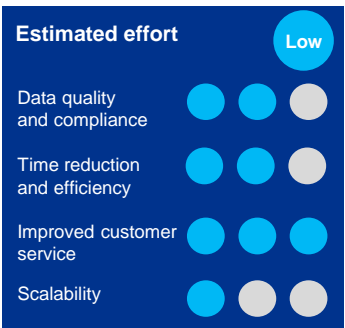 Estimated effort
Low
Data quality
and compliance
Time reduction
and efficiency
Improved customer
service
Scalability